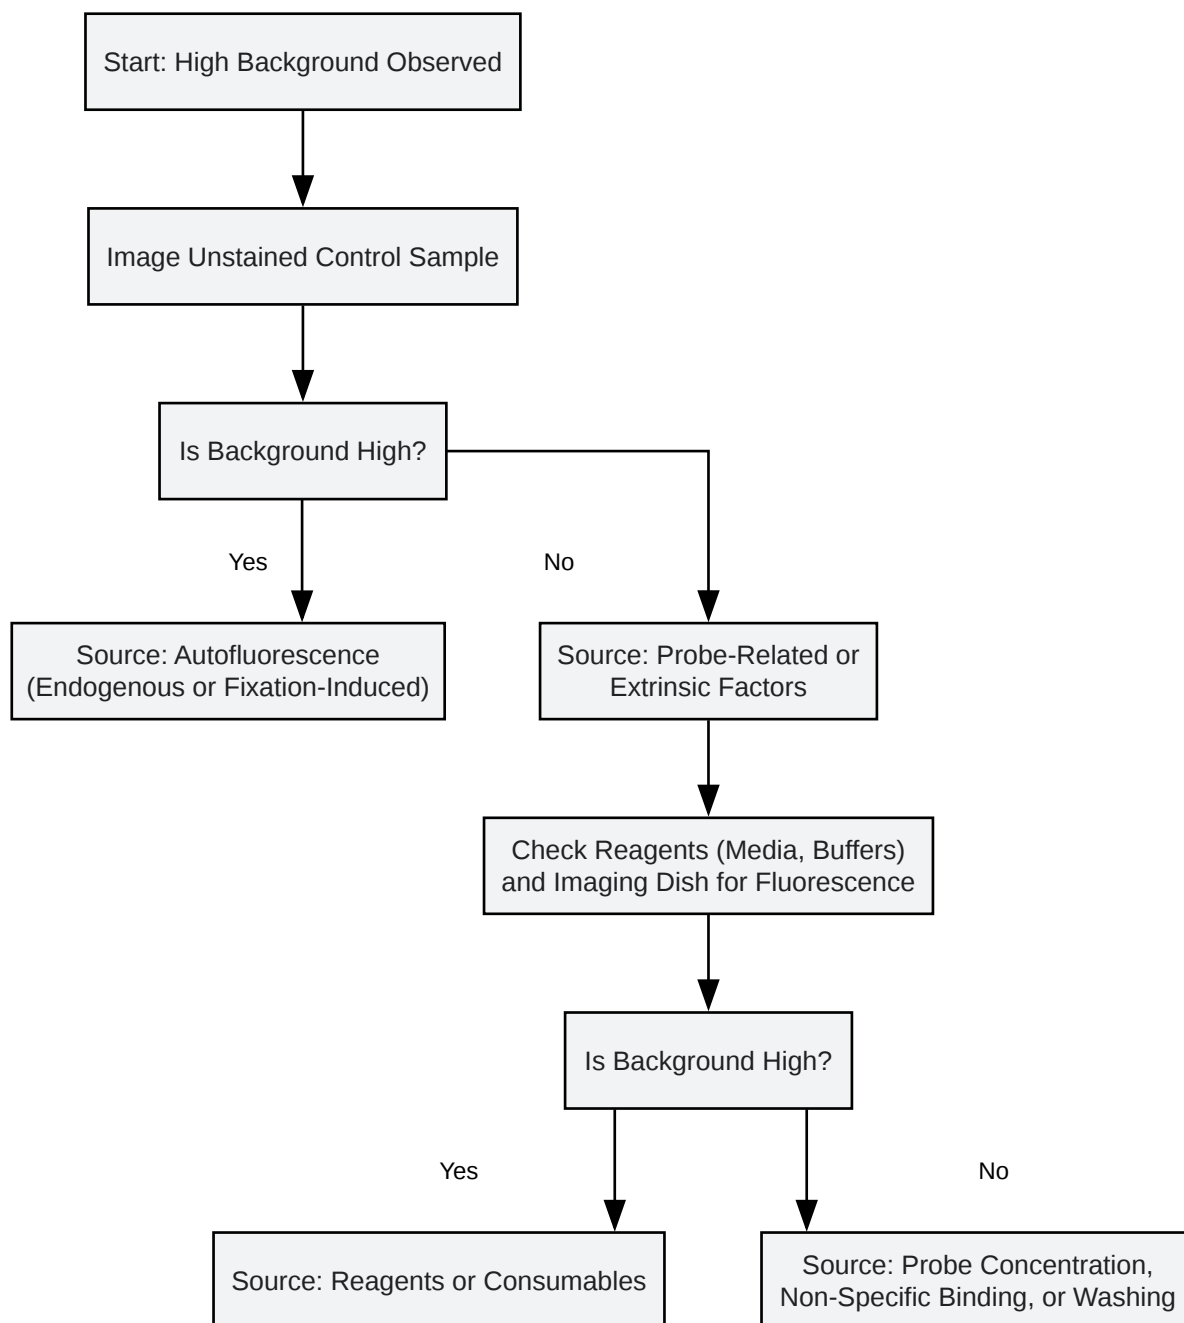 Start: High Background Observed
Image Unstained Control Sample
Is Background High?
Yes
No
Source: Autofluorescence
(Endogenous or Fixation-Induced)
Source: Probe-Related or
Extrinsic Factors
Check Reagents (Media, Buffers)
and Imaging Dish for Fluorescence
Is Background High?
Yes
No
Source: Reagents or Consumables
Source: Probe Concentration,
Non-Specific Binding, or Washing